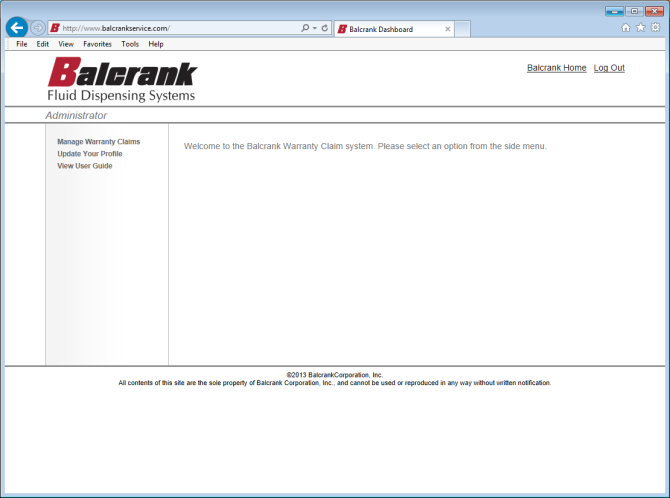 http://www.balcrankservice.com/
Balcrank Dashboard
File Edit View Favorites Tools Help
Balcrank
Fluid Dispensing Systems
Balcrank Home Log Out
Administrator
Manage Warranty Claims
Update Your Profile
View User Guide
Welcome to the Balcrank Warranty Claim system. Please select an option from the side menu.
©2013 BalcrankCorporation, Inc.
All contents of this site are the sole property of Balcrank Corporation, Inc., and cannot be used or reproduced in any way without written notification.